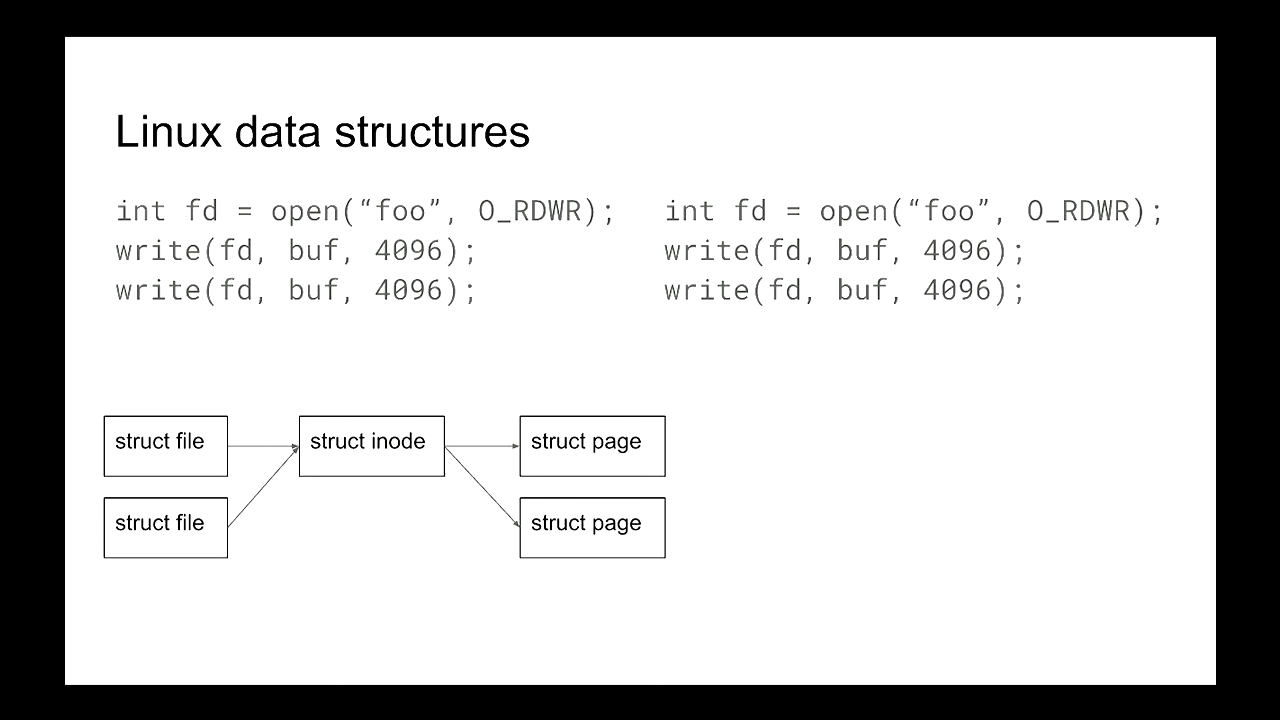 Linux data structures
int fd = open(“foo”, O_RDWR);
write(fd, buf, 4096);
write(fd, buf, 4096);
int fd = open(“foo”, O_RDWR);
write(fd, buf, 4096);
write(fd, buf, 4096);
struct file
struct inode
struct page
struct file
struct page